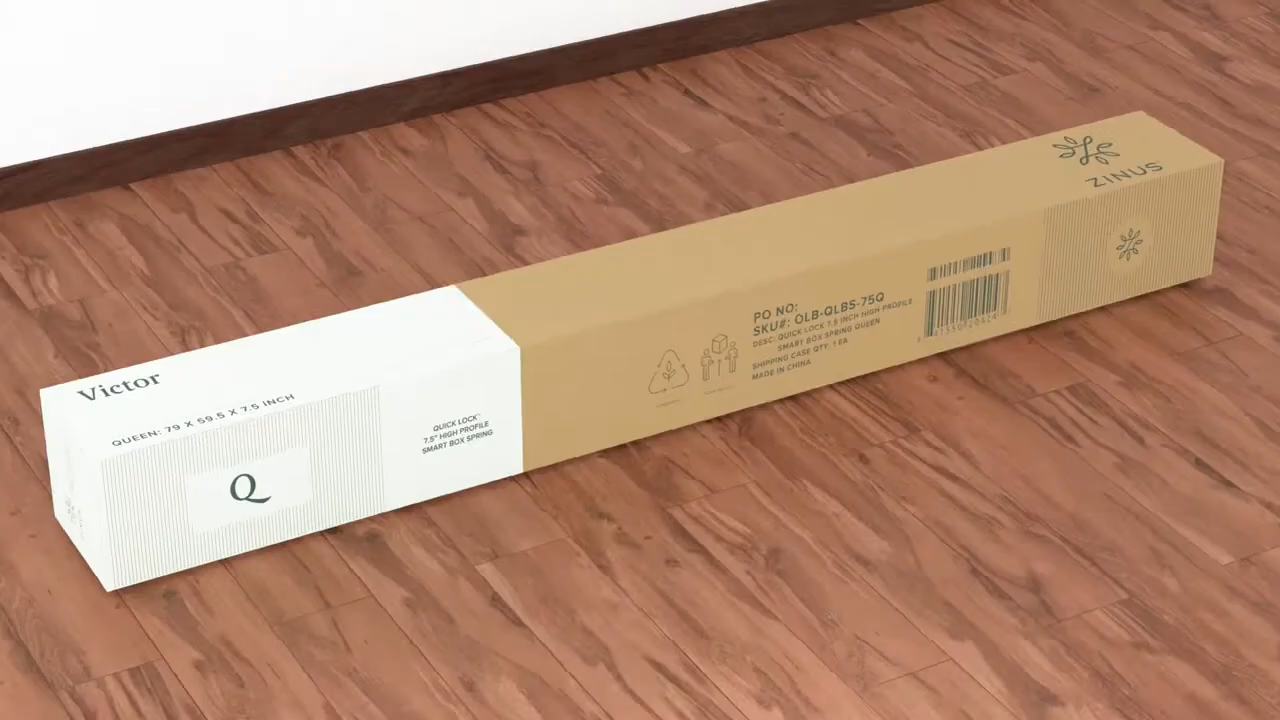 Victor
QUEEN: 79 X 59.5 X 7.5 INCH
Q
QUICK LOCK™
7.5" HIGH PROFILE
SMART BOX SPRING
PO NO:
SKU#: OLB-QLBS-75Q
DESC: QUICK LOCK 7.5 INCH HIGH PROFILE
SMART BOX SPRING QUEEN
SHIPPING CASE QTY: 1 EA
MADE IN CHINA
ZINUS